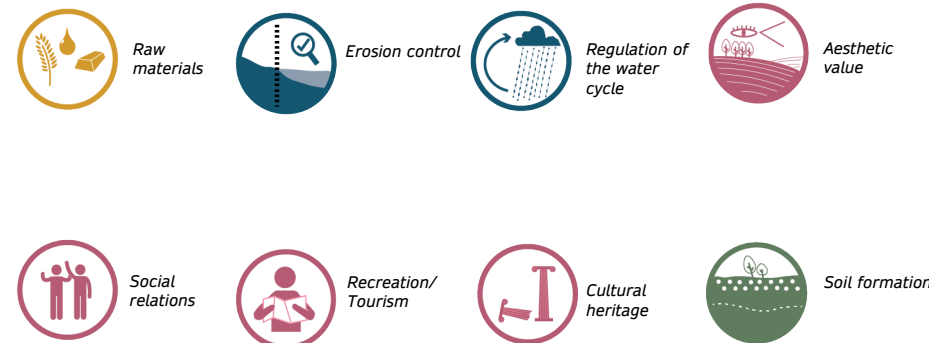 Raw
materials
Erosion control
Regulation of
the water
cycle
Aesthetic
value
Social
relations
Recreation/
Tourism
Cultural
heritage
Soil formation